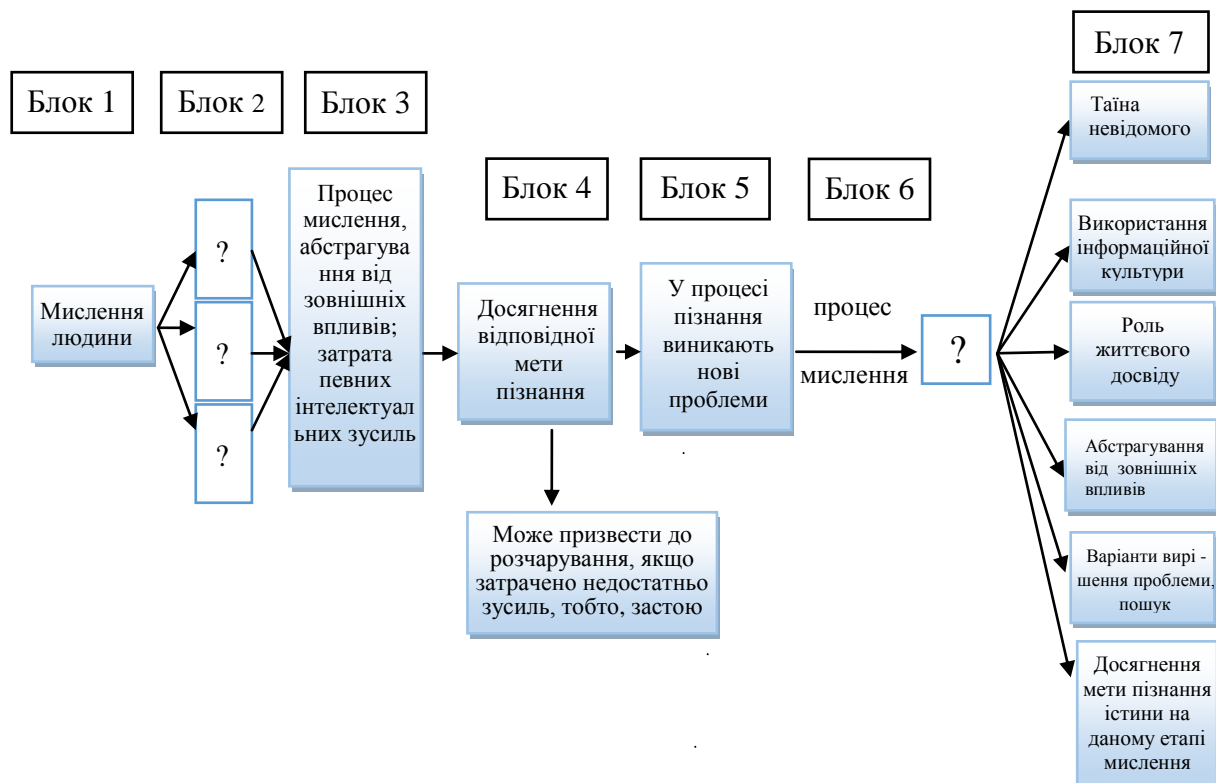 Блок 1
Блок 2
Блок 3
Блок 4
Блок 5
Блок 6
Блок 7
Мислення
людини
?
?
?
Процес
мислення,
абстрагува
ння від
зовнішніх
впливів;
затрата
певних
інтелектуал
ьних зусиль
Досягнення
відповідної
мети
пізнання
Може призвести до
розчарування, якщо
затрачено недостатньо
зусиль, тобто, застою
У процесі
пізнання
виникають
нові
проблеми
процес
мислення
?
Таїна
невідомого
Використання
інформаційної
культури
Роль
життєвого
досвіду
Абстрагування
від зовнішніх
впливів
Варіанти вирі -
шення проблеми,
пошук
Досягнення
мети пізнання
істини на
даному етапі
мислення